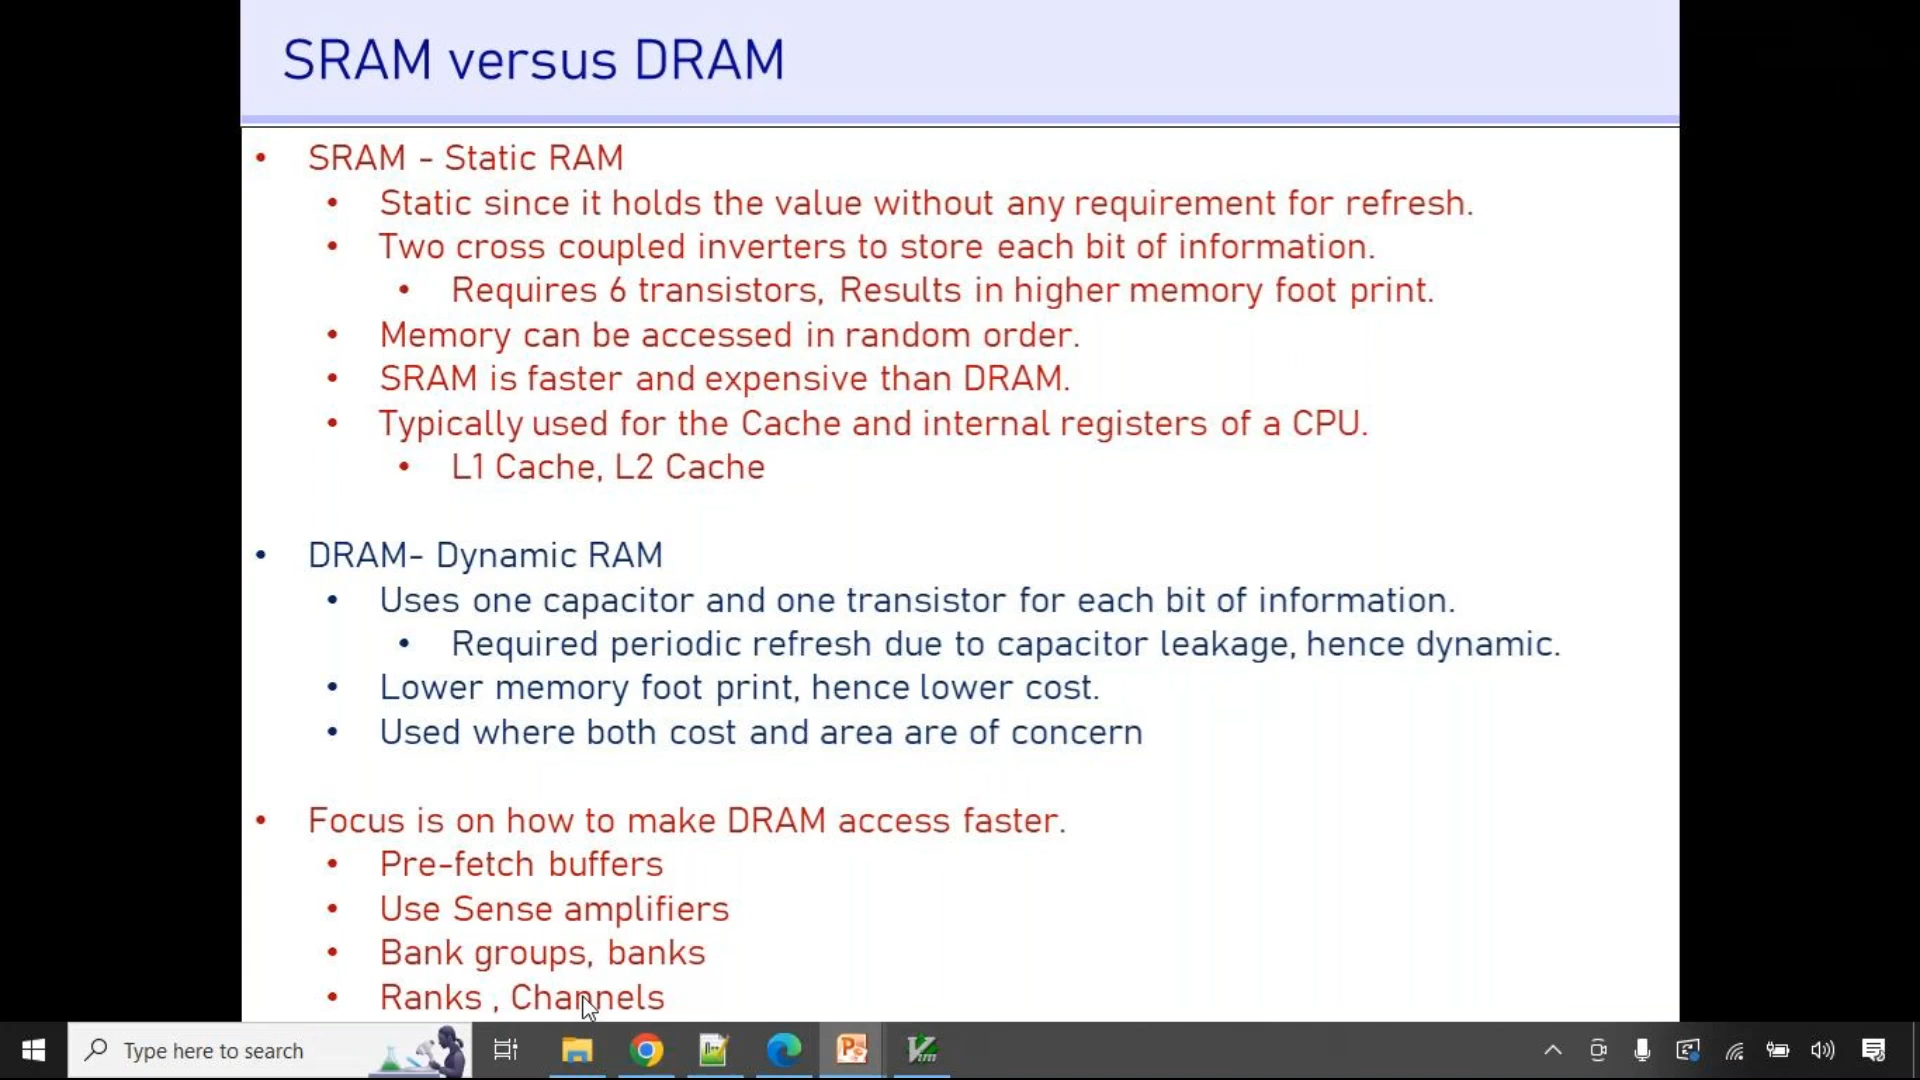 SRAM versus DRAM
• SRAM - Static RAM
• Static since it holds the value without any requirement for refresh.
• Two cross coupled inverters to store each bit of information.
• Requires 6 transistors, Results in higher memory foot print.
• Memory can be accessed in random order.
• SRAM is faster and expensive than DRAM.
• Typically used for the Cache and internal registers of a CPU.
• L1 Cache, L2 Cache
• DRAM- Dynamic RAM
• Uses one capacitor and one transistor for each bit of information.
• Required periodic refresh due to capacitor leakage, hence dynamic.
• Lower memory foot print, hence lower cost.
• Used where both cost and area are of concern
• Focus is on how to make DRAM access faster.
• Pre-fetch buffers
• Use Sense amplifiers
• Bank groups, banks
• Ranks , Channels
Type here to search